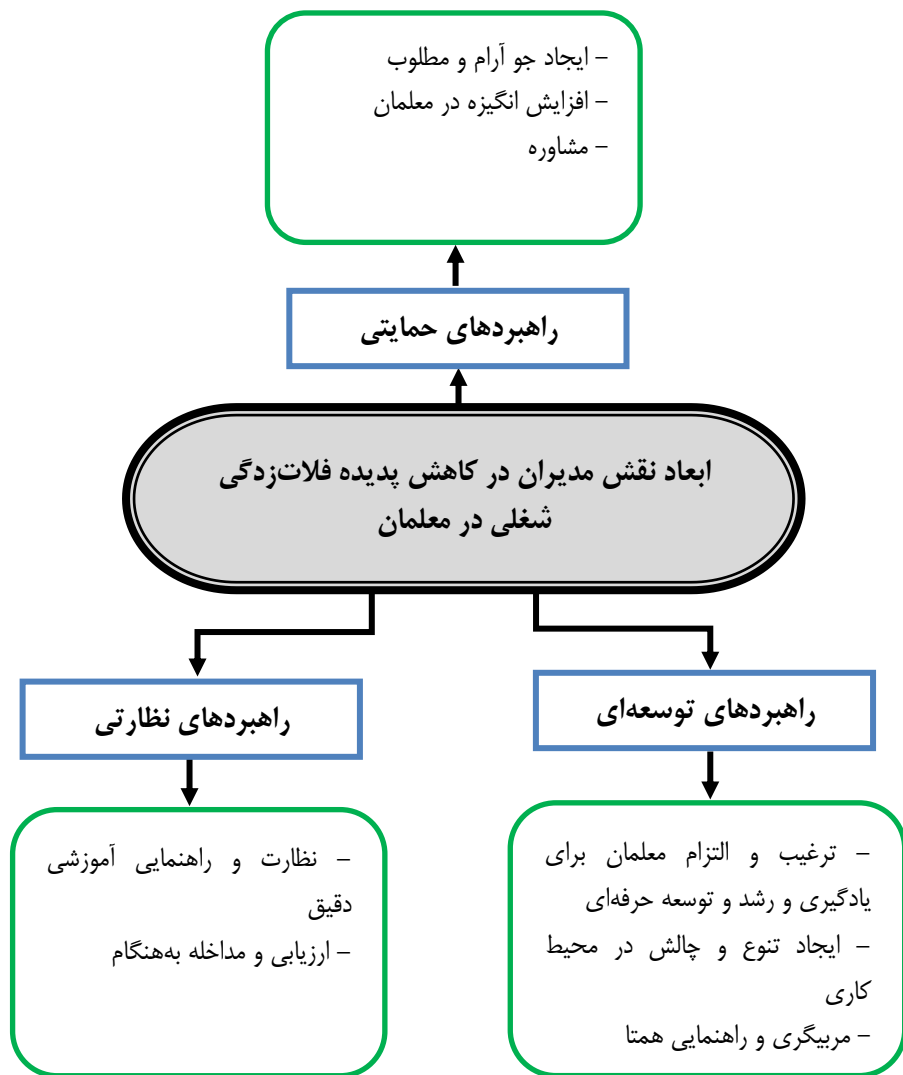 – ایجاد جو آرام و مطلوب
– افزایش انگیزه در معلمان
– مشاوره
راهبردهای حمایتی
ابعاد نقش مدیران در کاهش پدیده فلات‌زدگی
شغلی در معلمان
راهبردهای توسعه‌ای
– ترغیب و التزام معلمان برای
یادگیری و رشد و توسعه حرفه‌ای
– ایجاد تنوع و چالش در محیط
کاری
– مربیگری و راهنمایی همتا
راهبردهای نظارتی
– نظارت و راهنمایی آموزشی
دقیق
– ارزیابی و مداخله به‌هنگام